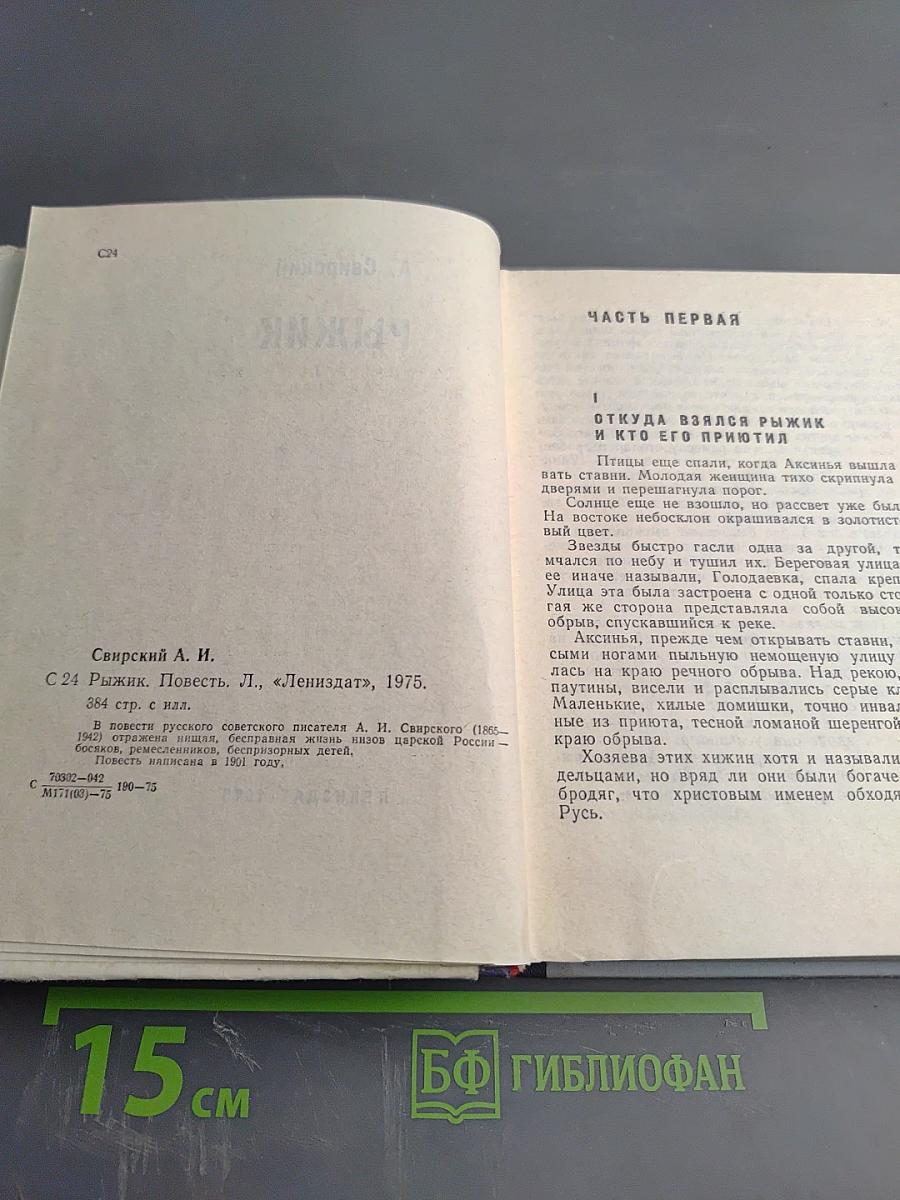 С24
Свирский А. И.
С 24 Рыжик. Повесть. Л., «Лениздат», 1975.
384 стр. с илл.
В повести русского советского писателя А. И. Свирского (1865—
1942) отражена нищая, бесправная жизнь низов царской России —
босяков, ремесленников, беспризорных детей.
Повесть написана в 1901 году.
С 70302—042
М171(03)—75 190—75
ЧАСТЬ ПЕРВАЯ
I
ОТКУДА ВЗЯЛСЯ РЫЖИК
И КТО ЕГО ПРИЮТИЛ
Птицы еще спали, когда Аксинья вышла
вать ставни. Молодая женщина тихо скрипнула
дверями и перешагнула порог.
Солнце еще не взошло, но рассвет уже был
На востоке небосклон окрашивался в золотист
вый цвет.
Звезды быстро гасли одна за другой, т
мчался по небу и тушил их. Береговая улица
ее иначе называли, Голодаевка, спала креп
Улица эта была застроена с одной только сто
гая же сторона представляла собой высок
обрыв, спускавшийся к реке.
Аксинья, прежде чем открывать ставни,
сыми ногами пыльную немощеную улицу
лась на краю речного обрыва. Над рекою,
паутины, висели и расплывались серые кл
Маленькие, хилые домишки, точно инвал
ные из приюта, тесной ломаной шеренгой
краю обрыва.
Хозяева этих хижин хотя и называли
дельцами, но вряд ли они были богаче
бродяг, что христовым именем обходя
Русь.
15 см
БФ ГИБЛИОФАН